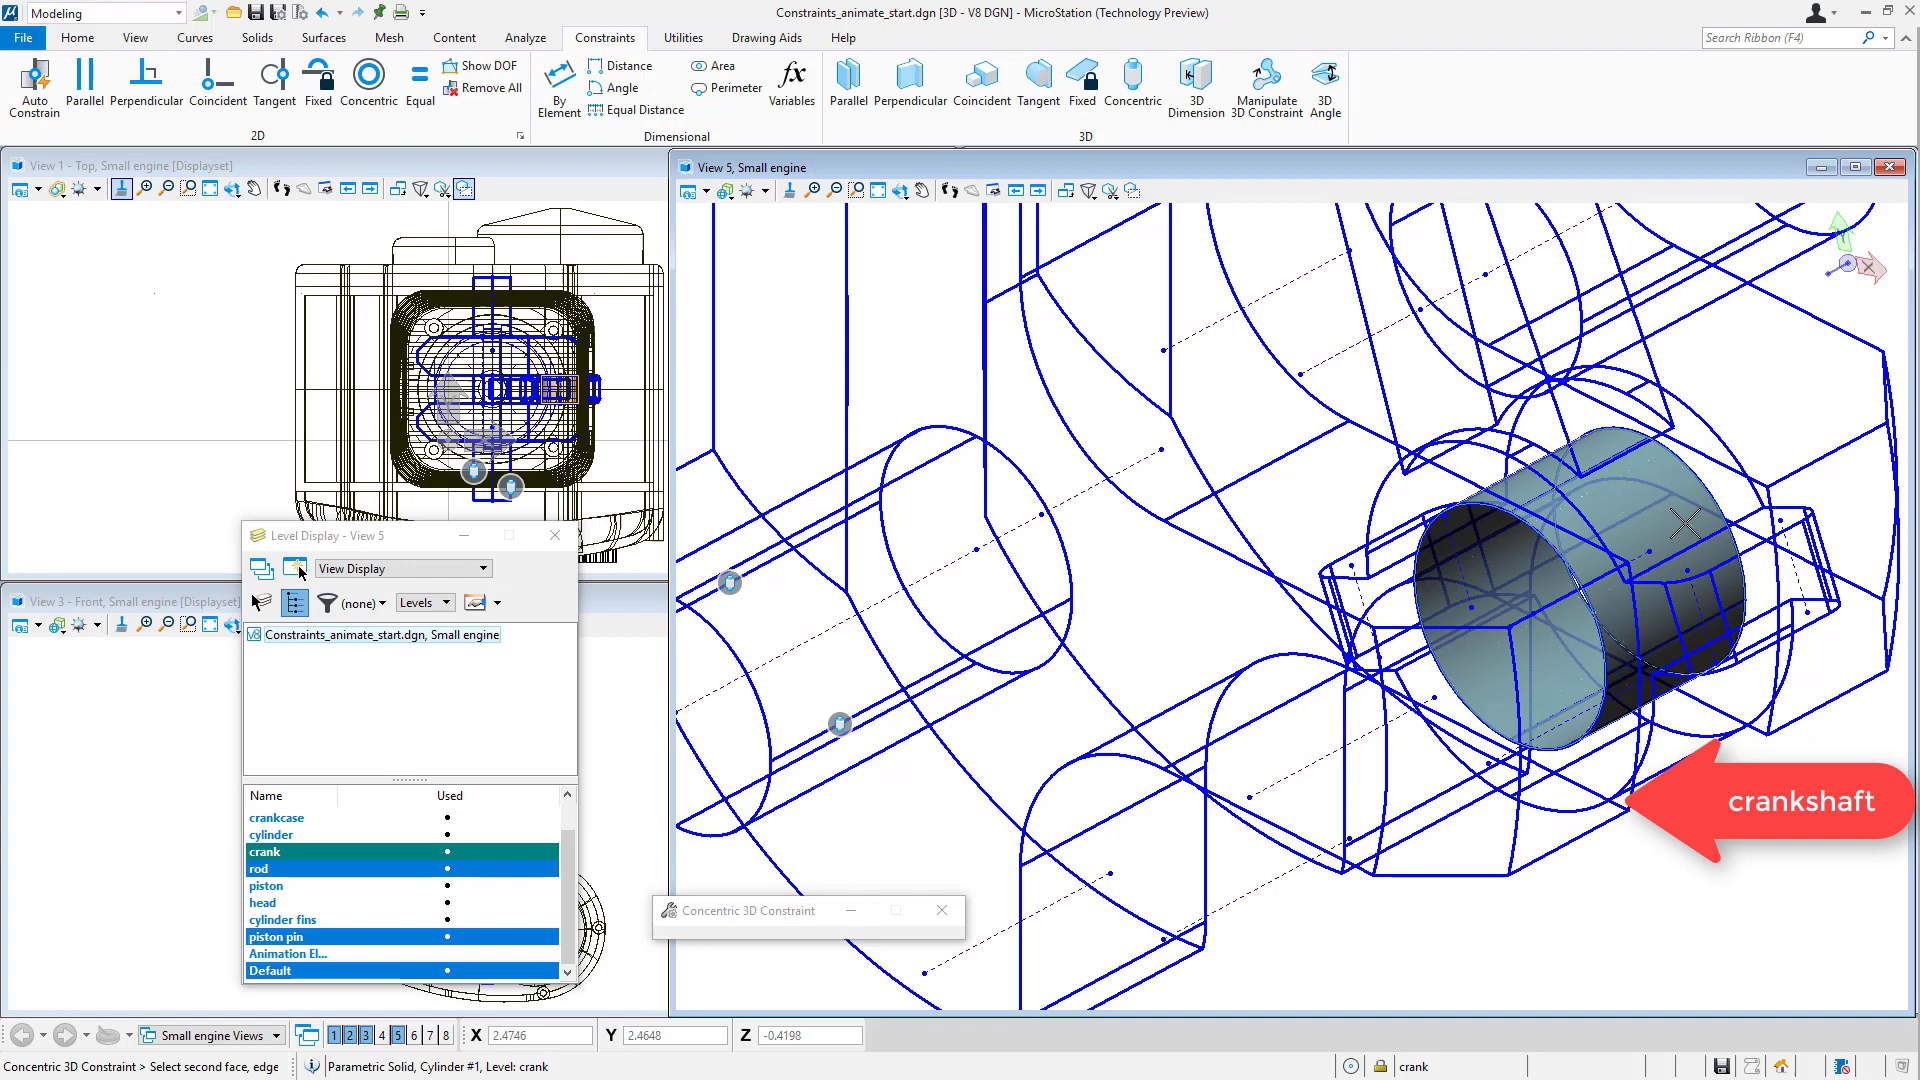 Modeling
Constraints_animate_start.dgn [3D - V8 DGN] - MicroStation (Technology Preview)
File Home View Curves Solids Surfaces Mesh Content Analyze Constraints Utilities Drawing Aids Help
Search Ribbon (F4)
Show DOF
Remove All
Distance
Angle
Equal Distance
Area
Perimeter
Auto Constrain
Parallel
Perpendicular
Coincident
Tangent
Fixed
Concentric
Equal
By Element
fx
Variables
Parallel
Perpendicular
Coincident
Tangent
Fixed
Concentric
3D Dimension
Manipulate 3D Constraint
3D Angle
2D
Dimensional
3D
View 1 - Top, Small engine [Displayset]
View 5, Small engine
View 3 - Front, Small engine [Displayset]
Level Display - View 5
View Display
(none)
Levels
V8 Constraints_animate_start.dgn, Small engine
Name Used
crankcase
cylinder
crank
rod
piston
head
cylinder fins
piston pin
Animation El...
Default
Concentric 3D Constraint
crankshaft
Y
X
Small engine Views
1 2 3 4 5 6 7 8
X 2.4746
Y 2.4648
Z -0.4198
Concentric 3D Constraint > Select second face, edge
Parametric Solid, Cylinder #1, Level: crank
crank